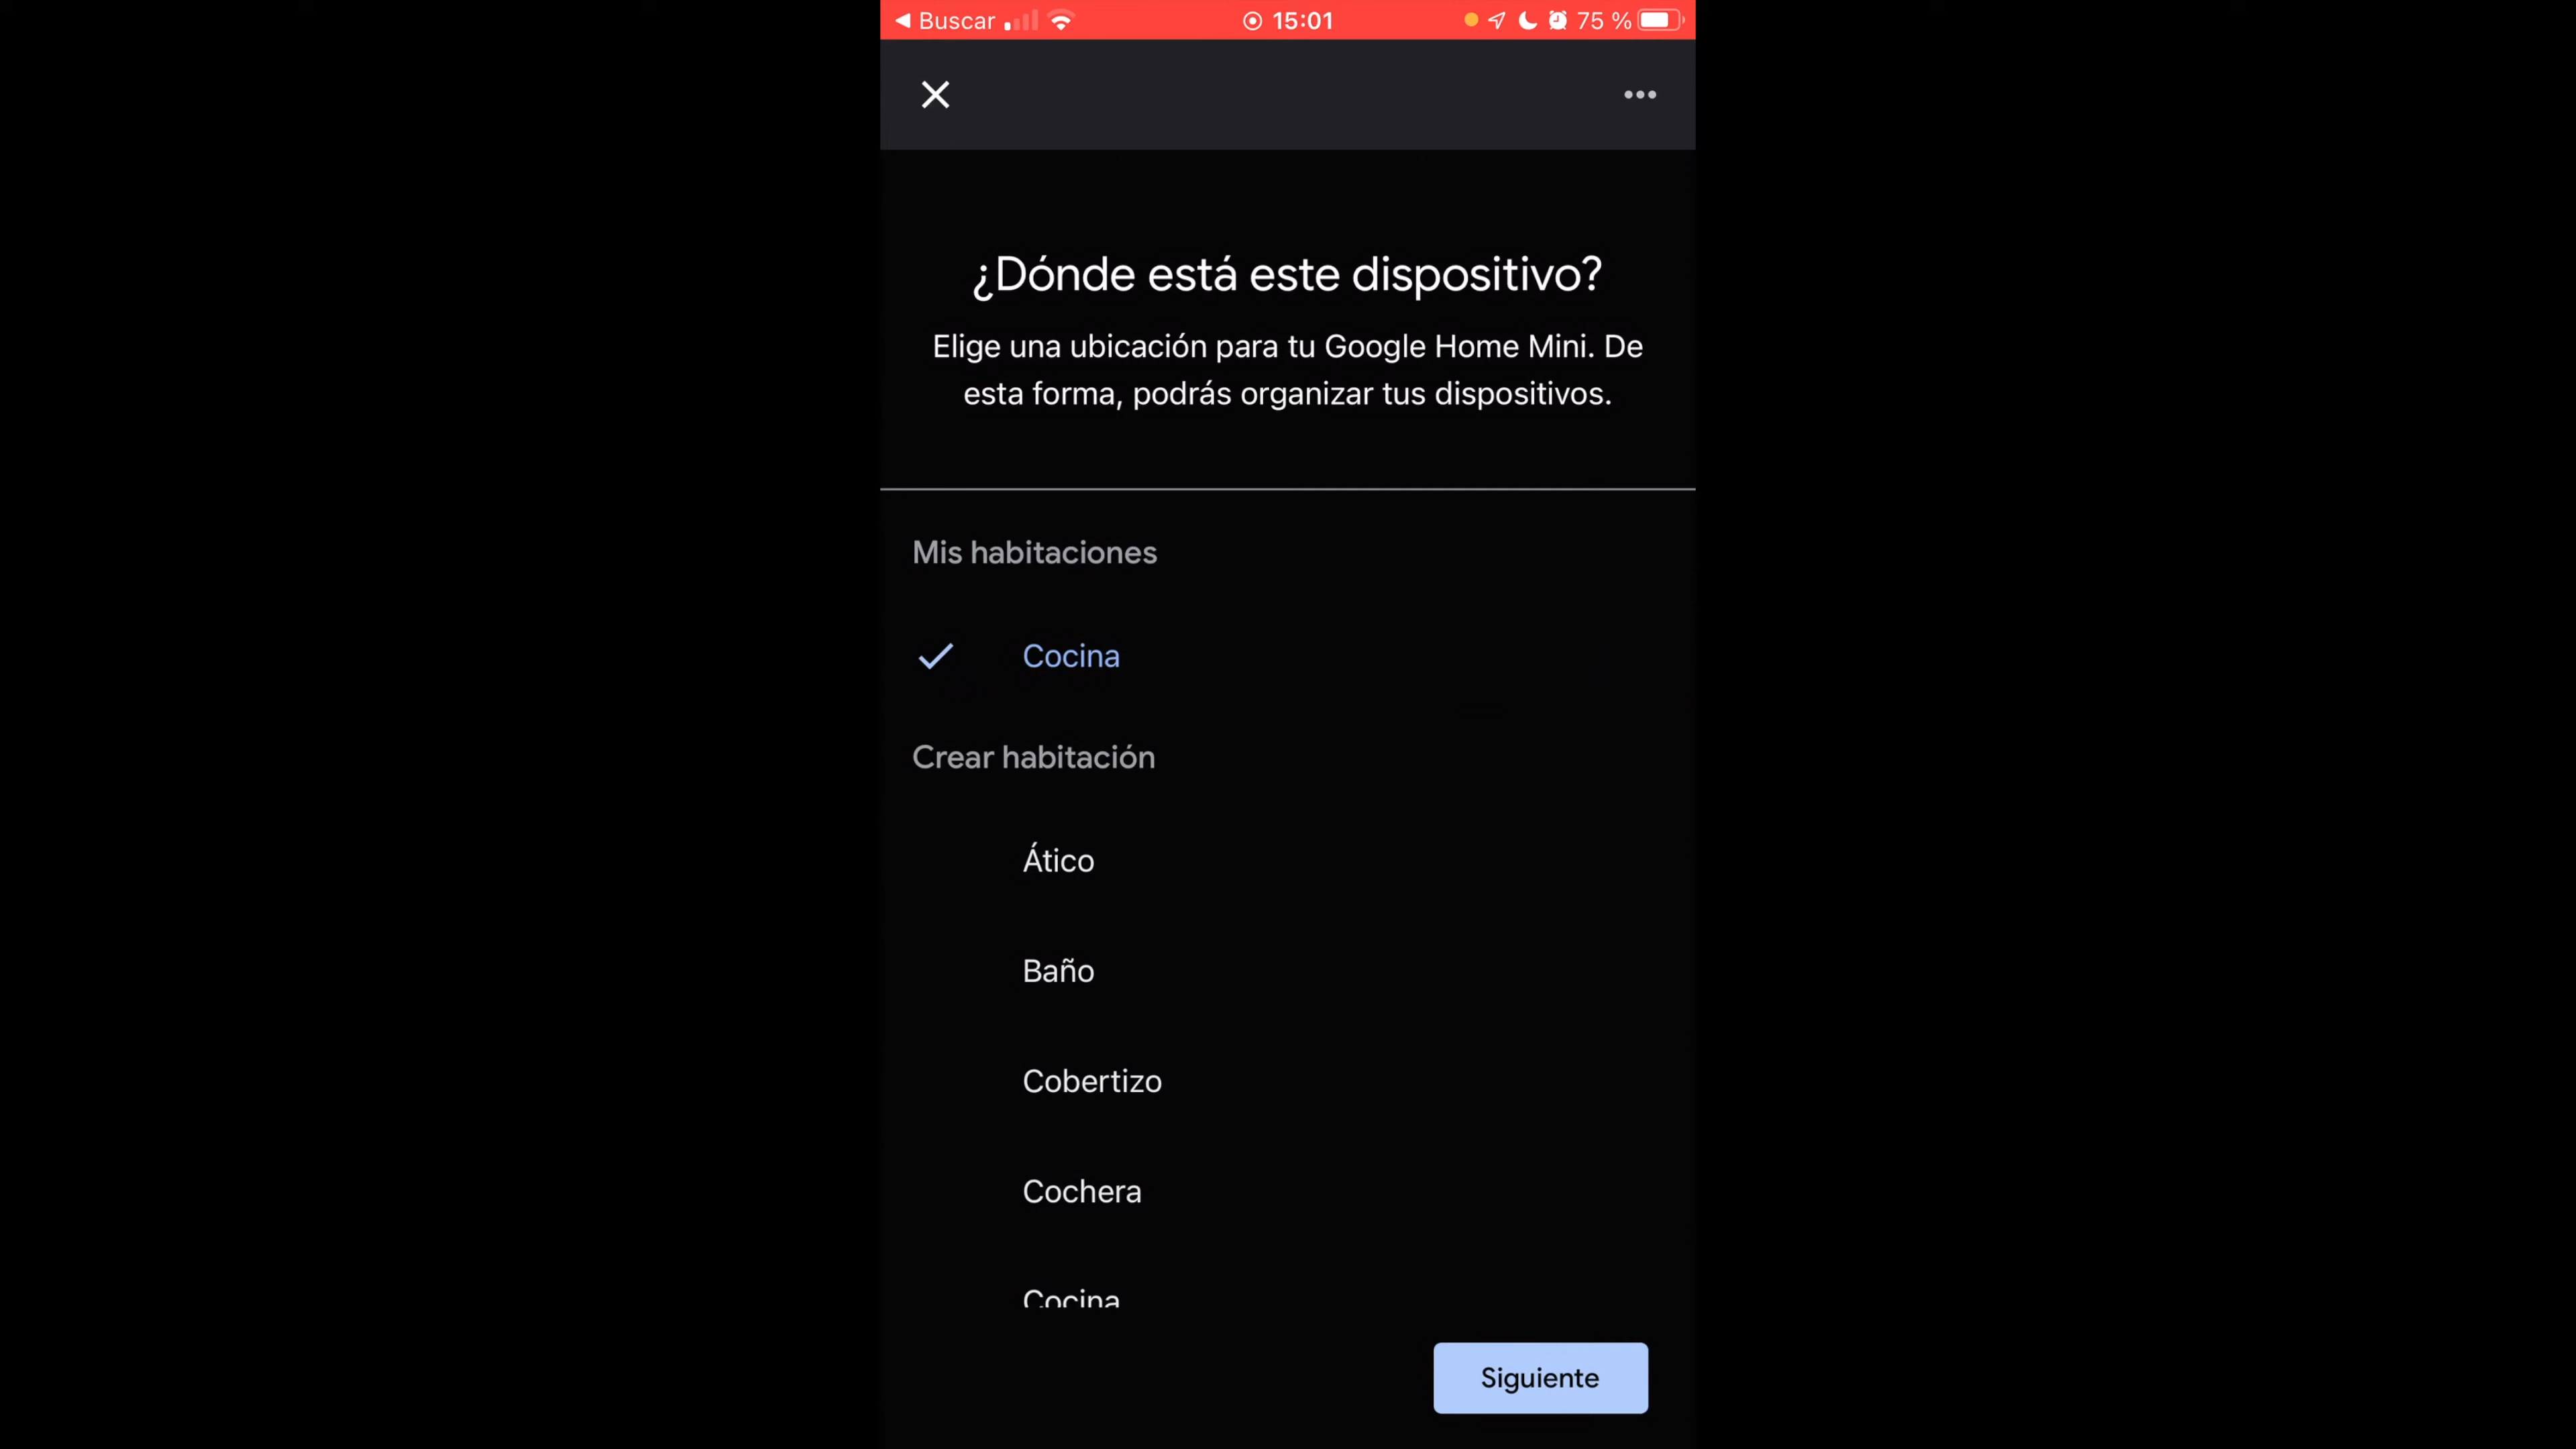 Buscar 15:01 75 %
¿Dónde está este dispositivo?
Elige una ubicación para tu Google Home Mini. De
esta forma, podrás organizar tus dispositivos.
Mis habitaciones
Cocina
Crear habitación
Ático
Baño
Cobertizo
Cochera
Cocina
Siguiente